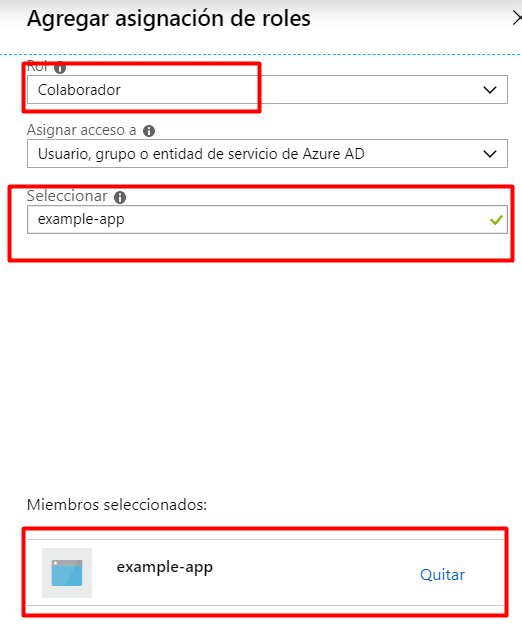 Agregar asignación de roles
Rol
Colaborador
Asignar acceso a
Usuario, grupo o entidad de servicio de Azure AD
Seleccionar
example-app
Miembros seleccionados:
example-app
Quitar